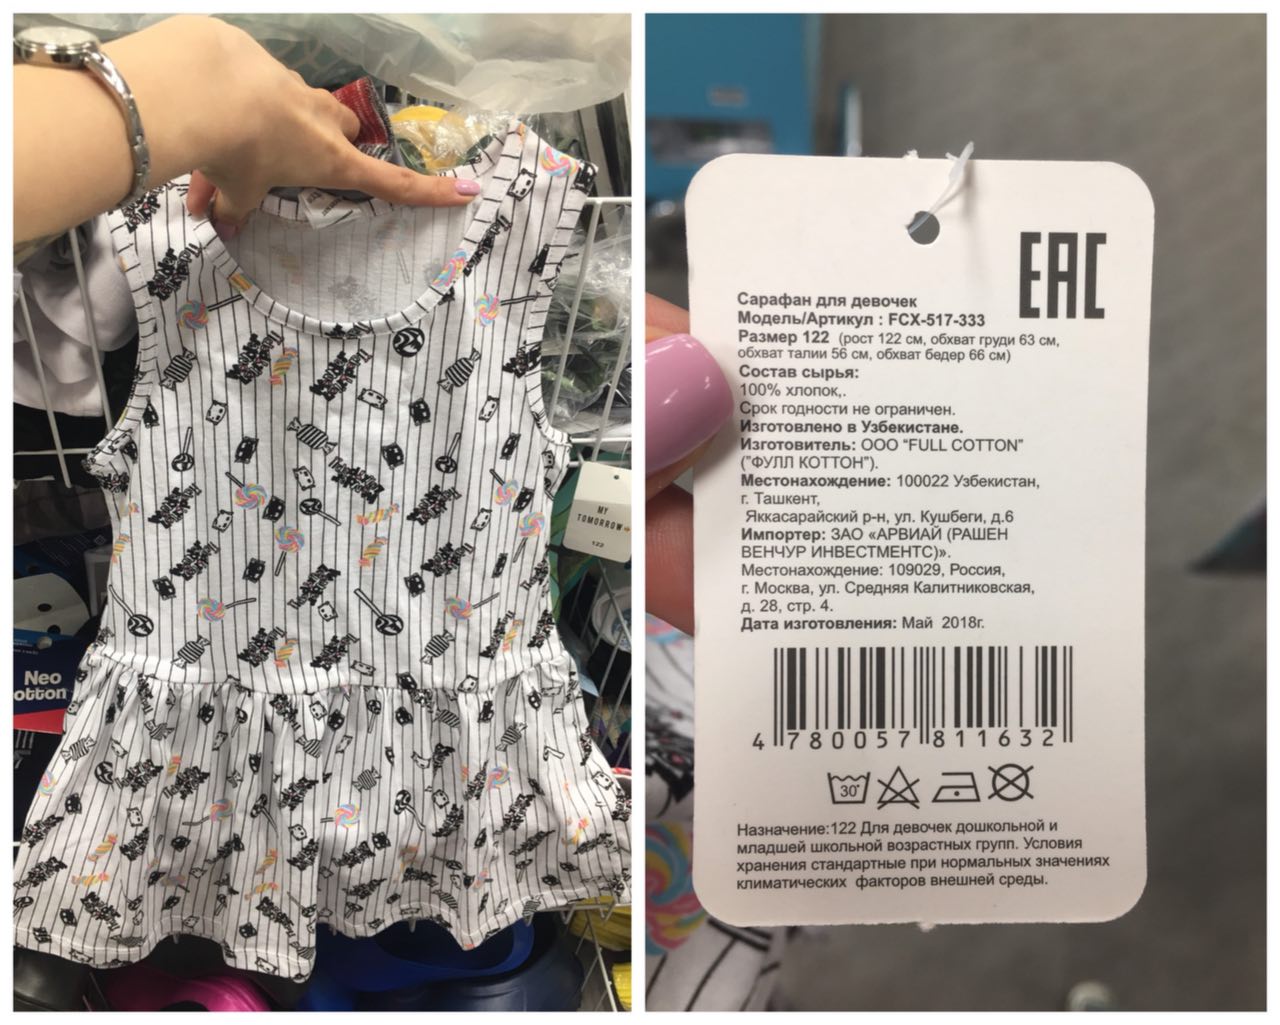 Neo
otton
MY
TOMORROW
122
EAC
Сарафан для девочек
Модель/Артикул : FCX-517-333
Размер 122 (рост 122 см, обхват груди 63 см,
обхват талии 56 см, обхват бедер 66 см)
Состав сырья:
100% хлопок,.
Срок годности не ограничен.
Изготовлено в Узбекистане.
Изготовитель: ООО "FULL COTTON"
("ФУЛЛ КОТТОН").
Местонахождение: 100022 Узбекистан,
г. Ташкент,
Яккасарайский р-н, ул. Кушбеги, д.6
Импортер: ЗАО «АРВИАЙ (РАШЕН
ВЕНЧУР ИНВЕСТМЕНТС)».
Местонахождение: 109029, Россия,
г. Москва, ул. Средняя Калитниковская,
д. 28, стр. 4.
Дата изготовления: Май 2018г.
4 780057 811632
30°
Назначение:122 Для девочек дошкольной и
младшей школьной возрастных групп. Условия
хранения стандартные при нормальных значениях
климатических факторов внешней среды.